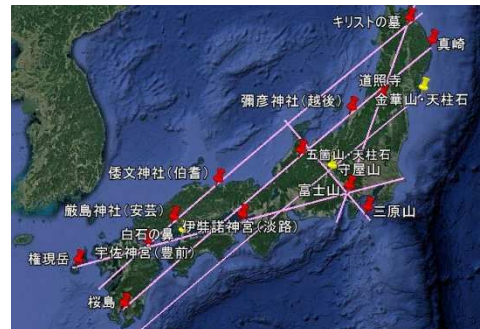 キリストの墓
真崎
道照寺
金華山・天柱石
彌彦神社(越後)
五箇山・天柱石
守屋山
倭文神社(伯耆)
富士山
厳島神社(安芸)
三原山
白石の鼻
伊弉諾神宮(淡路)
宇佐神宮(豊前)
権現岳
桜島